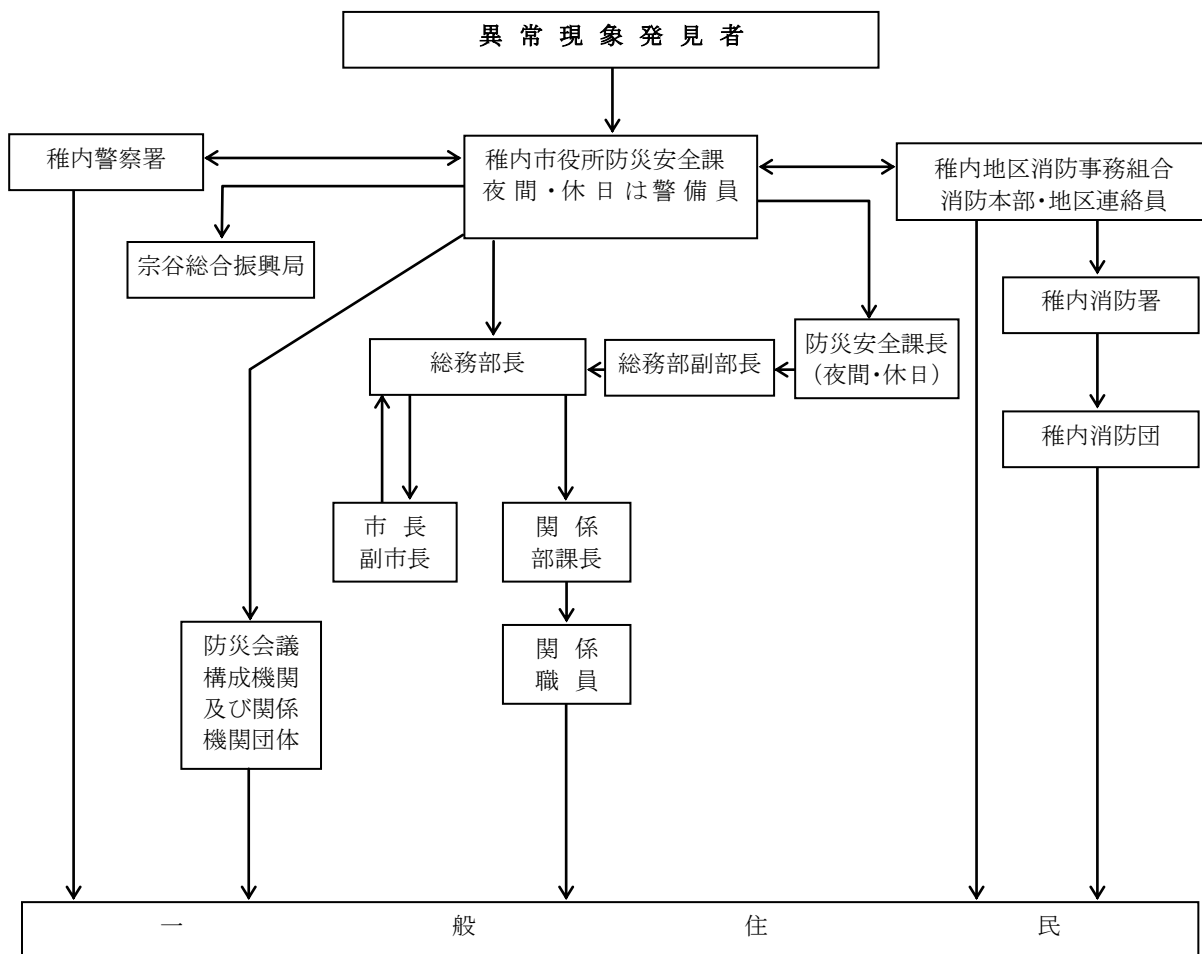 異常現象発見者
稚内警察署
稚内市役所防災安全課
夜間・休日は警備員
稚内地区消防事務組合
消防本部・地区連絡員
宗谷総合振興局
稚内消防署
防災安全課長
（夜間・休日）
総務部副部長
総務部長
稚内消防団
市長
副市長
関係
部課長
防災会議
構成機関
及び関係
機関団体
関係
職員
一般住民